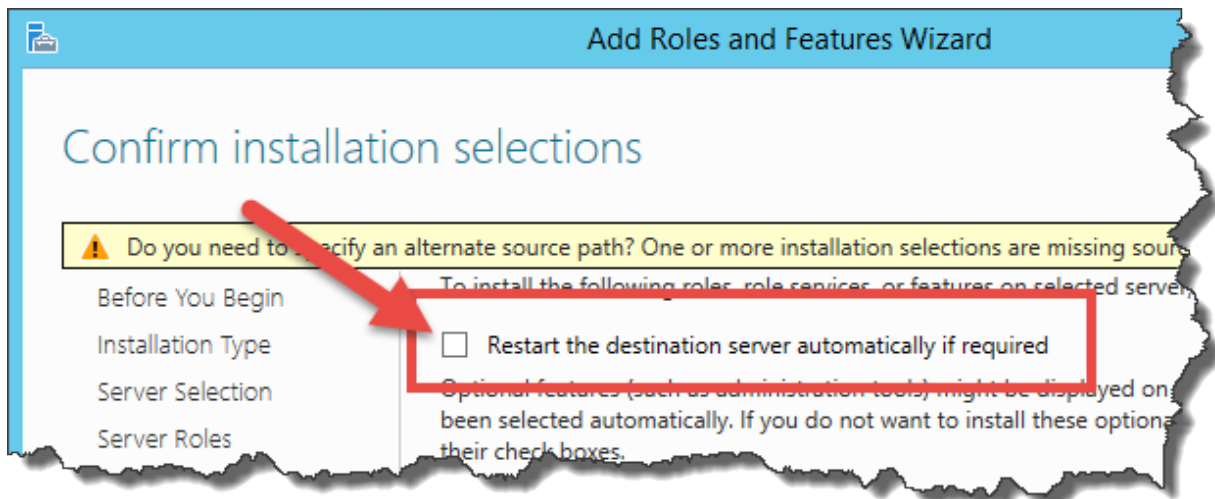 Add Roles and Features Wizard
Confirm installation selections
Do you need to specify an alternate source path? One or more installation selections are missing
Before You Begin
Installation Type
Server Selection
Server Roles
To install the following roles, role services, or features on selected server,
Restart the destination server automatically if required
Optional features (such as administration tools) might be displayed on
been selected automatically. If you do not want to install these
their check boxes.